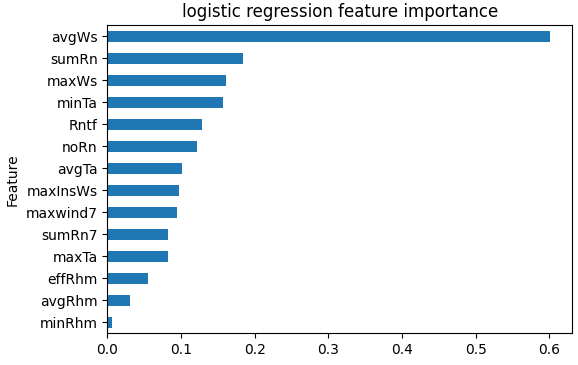 logistic regression feature importance
Feature
avgWs
sumRn
maxWs
minTa
Rntf
noRn
avgTa
maxInsWs
maxwind7
sumRn7
maxTa
effRhm
avgRhm
minRhm
0.0 0.1 0.2 0.3 0.4 0.5 0.6